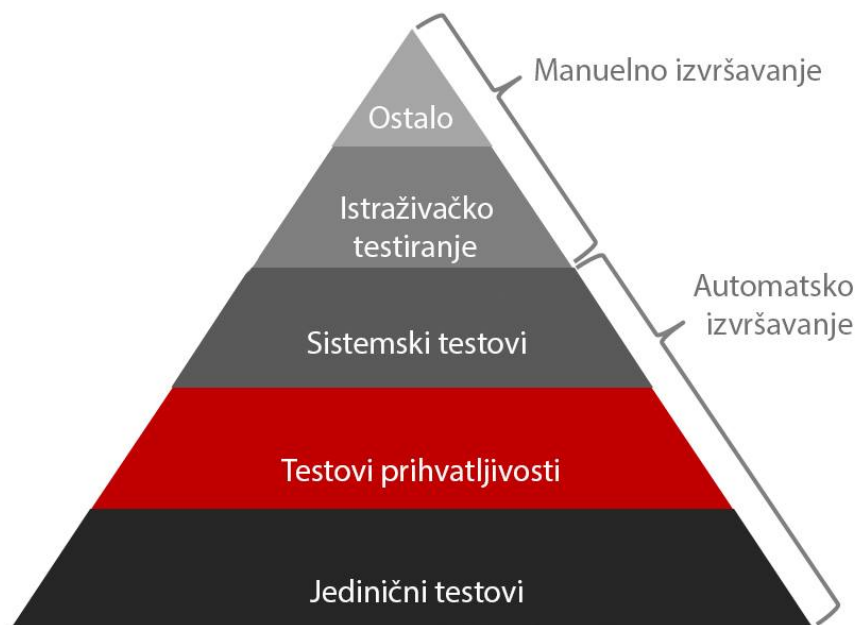 Manuelno izvršavanje
Ostalo
Istraživačko
testiranje
Automatsko
izvršavanje
Sistemski testovi
Testovi prihvatljivosti
Jedinični testovi